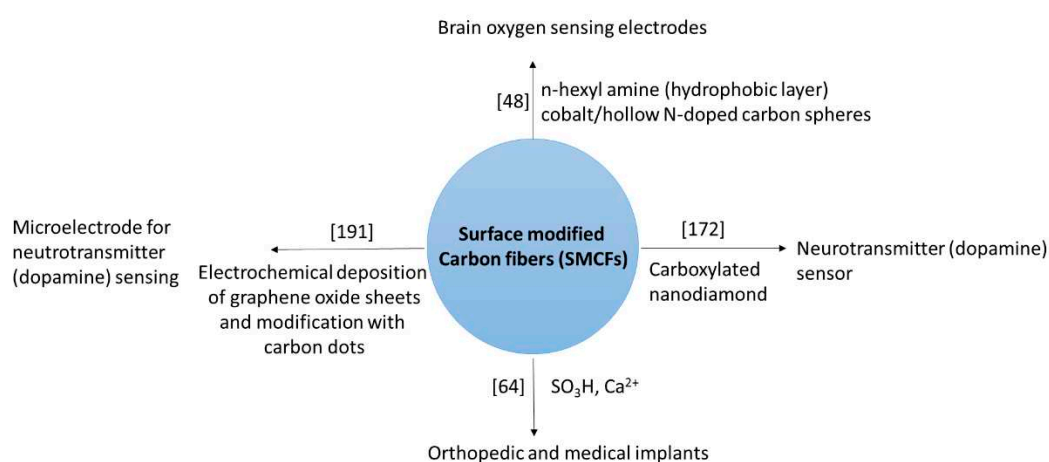 Brain oxygen sensing electrodes
[48]
n-hexyl amine (hydrophobic layer)
cobalt/hollow N-doped carbon spheres
Microelectrode for
neutrotransmitter
(dopamine) sensing
[191]
Electrochemical deposition
of graphene oxide sheets
and modification with
carbon dots
Surface modified
Carbon fibers (SMCFs)
[172]
Carboxylated
nanodiamond
Neurotransmitter (dopamine)
sensor
[64]
SO₃H, Ca²⁺
Orthopedic and medical implants